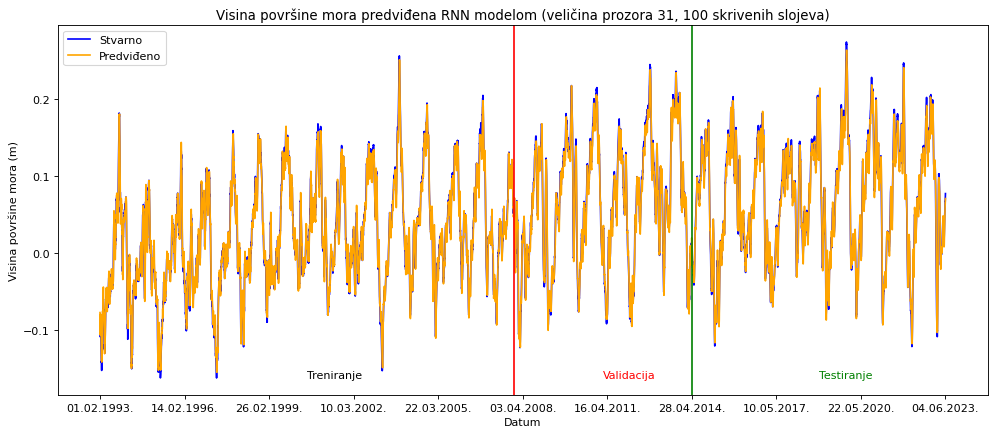 Visina površine mora predviđena RNN modelom (veličina prozora 31, 100 skrivenih slojeva)
Stvarno
Predviđeno
0.2
0.1
0.0
−0.1
Visina površine mora (m)
Treniranje
Validacija
Testiranje
01.02.1993.
14.02.1996.
26.02.1999.
10.03.2002.
22.03.2005.
03.04.2008.
16.04.2011.
28.04.2014.
10.05.2017.
22.05.2020.
04.06.2023.
Datum